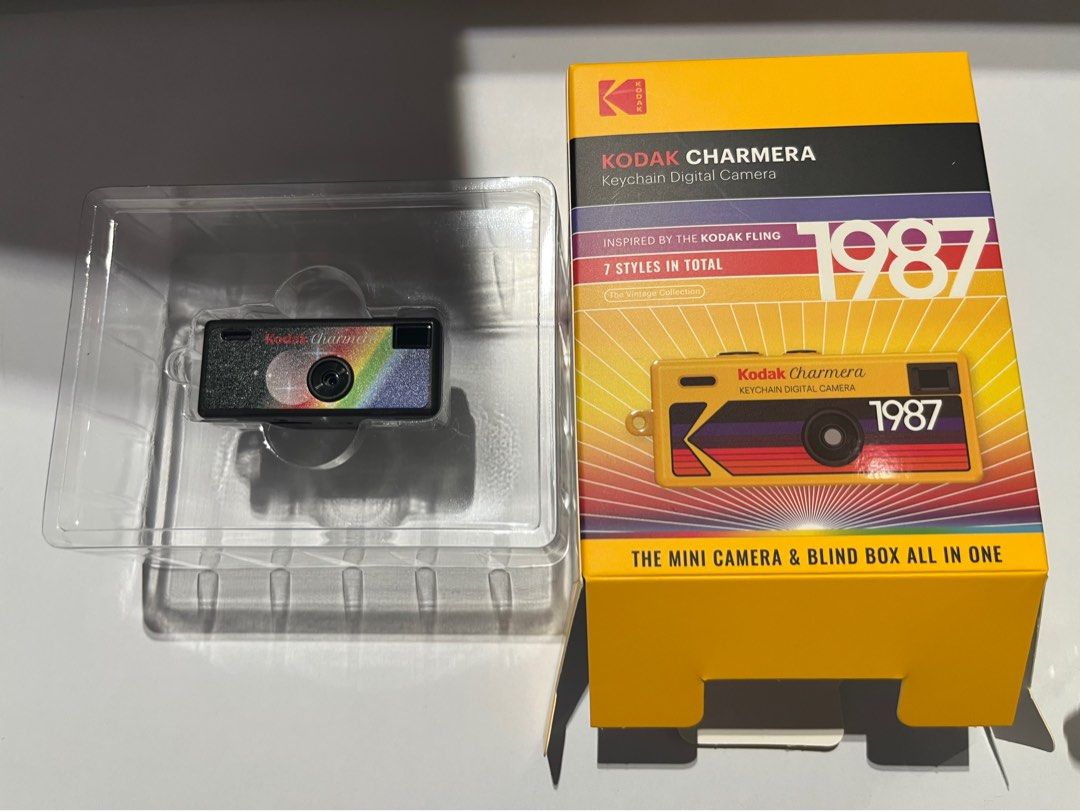 KODAK
KODAK CHARMERA
Keychain Digital Camera
INSPIRED BY THE KODAK FLING
1987
7 STYLES IN TOTAL
The Vintage Collection
Kodak Charmera
KEYCHAIN DIGITAL CAMERA
1987
THE MINI CAMERA & BLIND BOX ALL IN ONE
Kodak Charmera